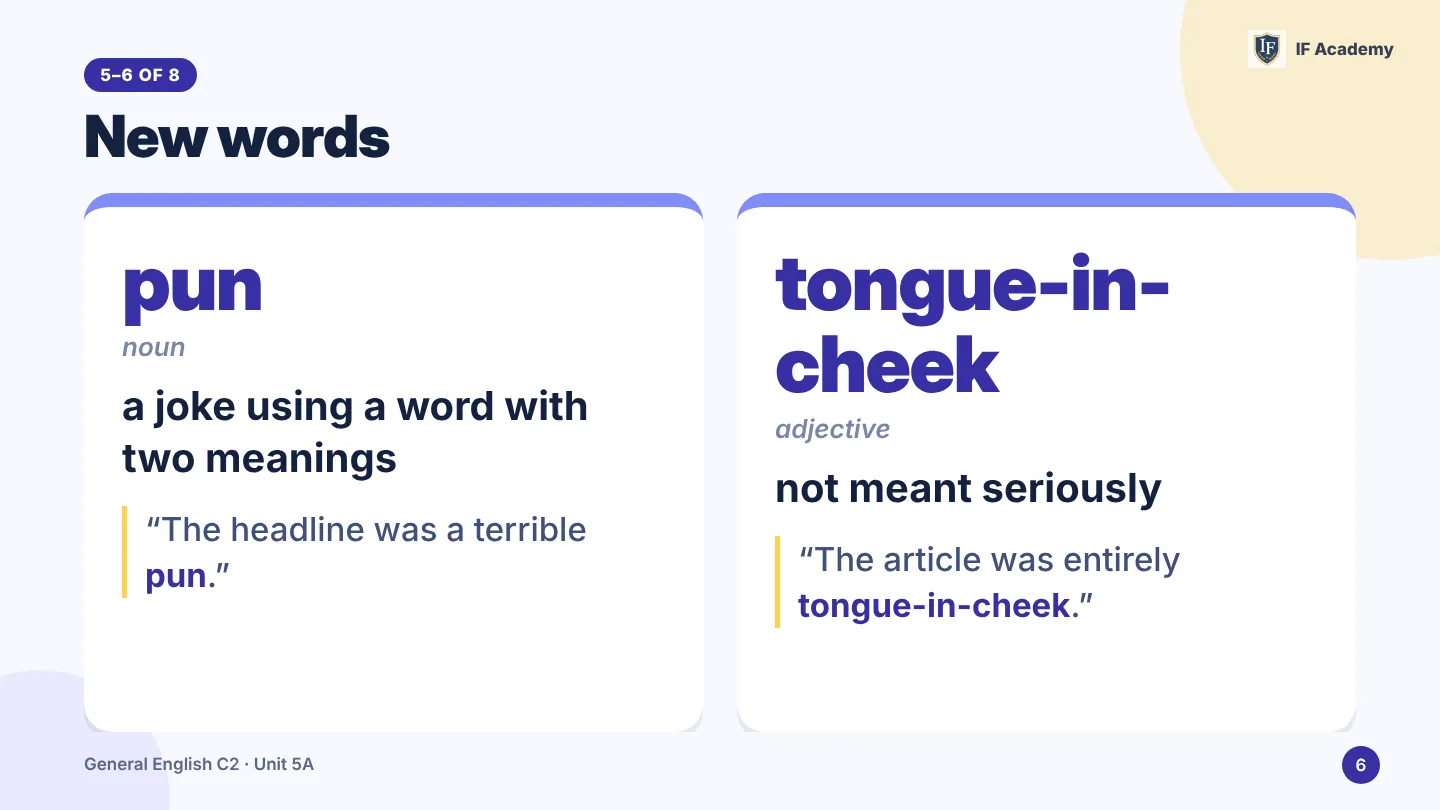 IF
IF Academy
5–6 OF 8
New words
pun
noun
a joke using a word with
two meanings
“The headline was a terrible
pun.”
tongue-in-
cheek
adjective
not meant seriously
“The article was entirely
tongue-in-cheek.”
General English C2 · Unit 5A
6